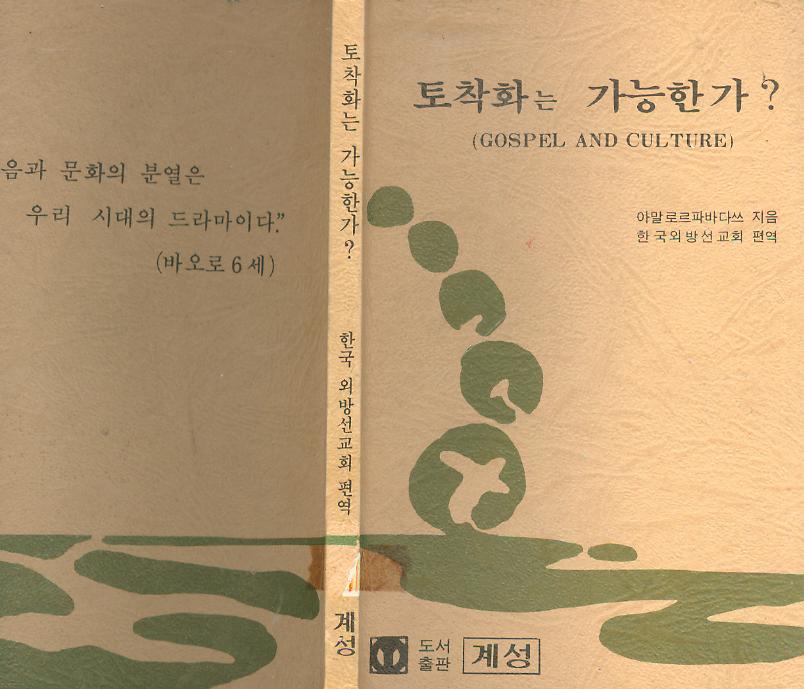 음과 문화의 분열은
우리 시대의 드라마이다."
(바오로 6 세)
토착화는 가능한가?
한국 외방선교회 편역
계성
토착화는 가능한가?
(GOSPEL AND CULTURE)
아말로르파바다쓰 지음
한국외방선교회 편역
도서
출판
계성